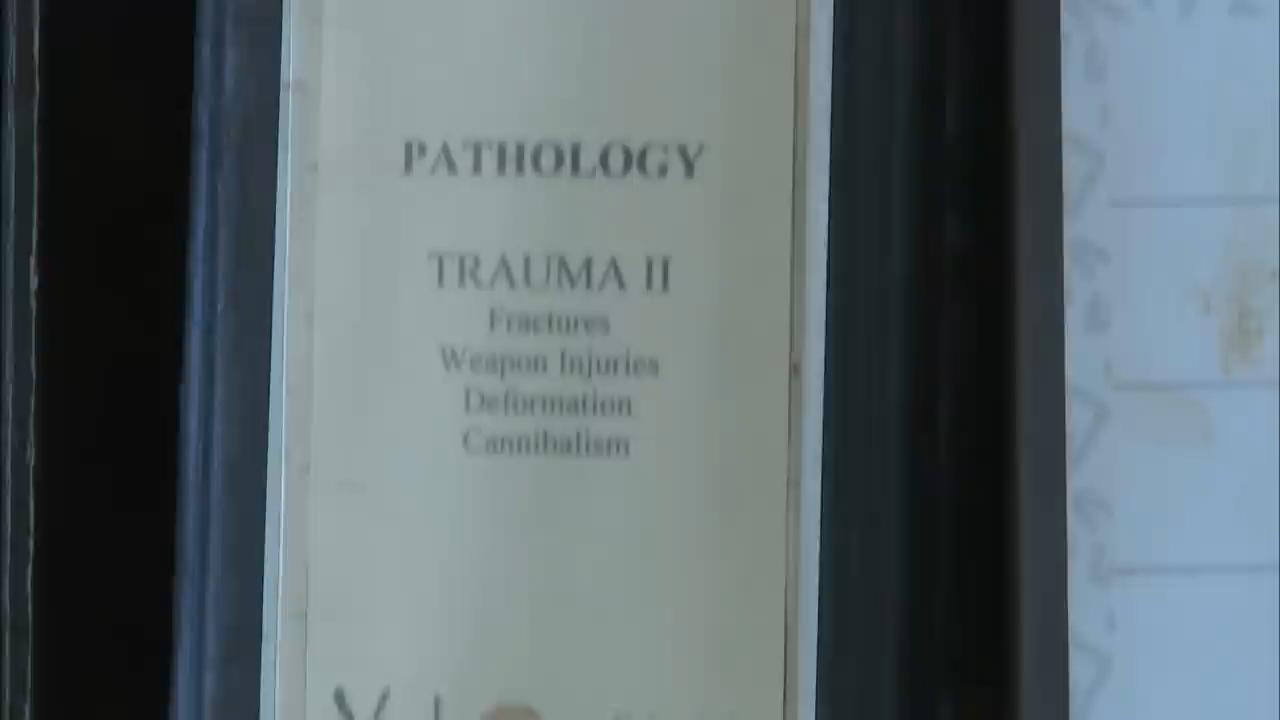 PATHOLOGY
TRAUMA II
Fractures
Weapon Injuries
Deformation
Cannibalism